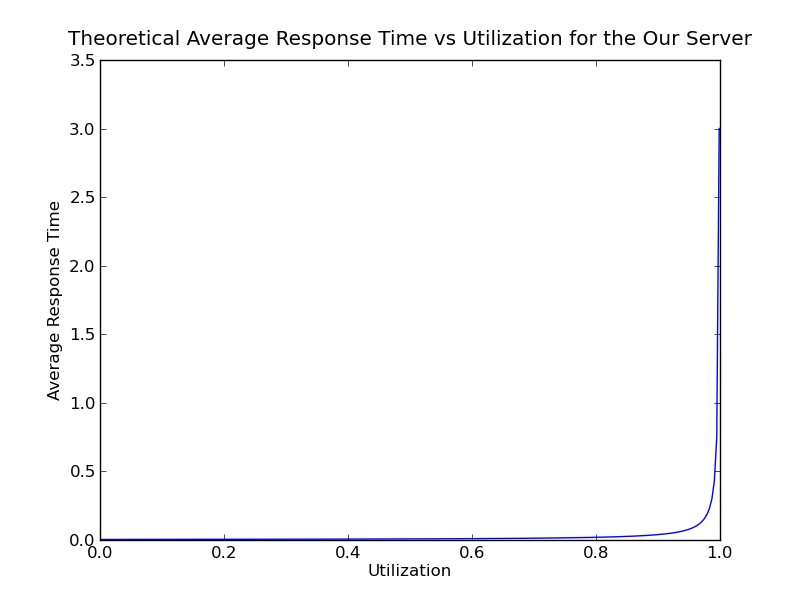 Theoretical Average Response Time vs Utilization for the Our Server
3.5
3.0
2.5
2.0
1.5
1.0
0.5
0.0
Average Response Time
0.0 0.2 0.4 0.6 0.8 1.0
Utilization